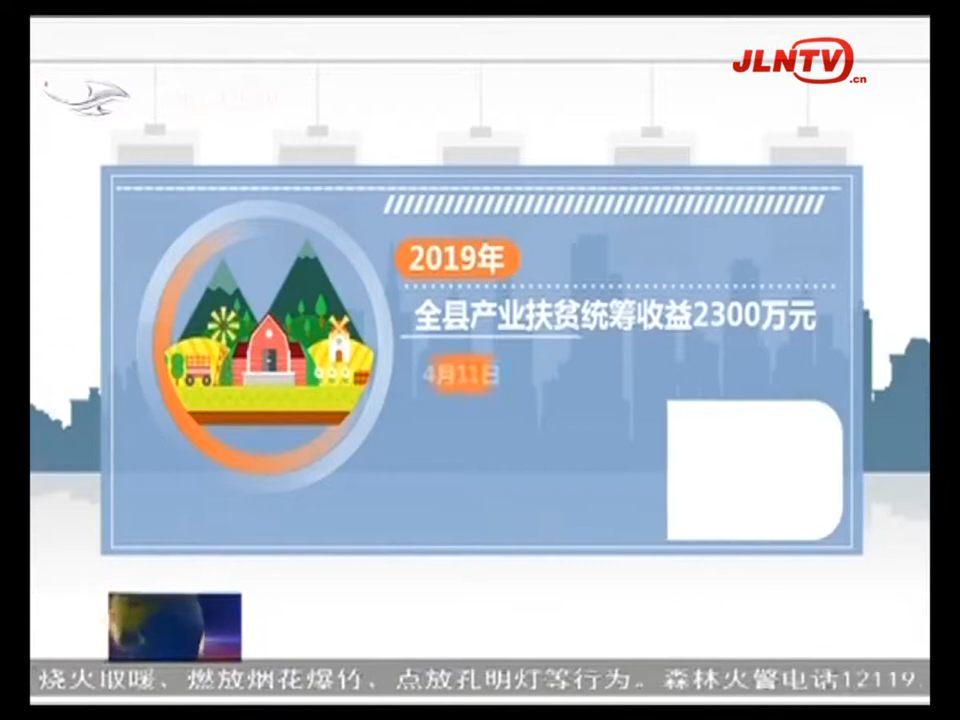 JLNTV.cn
2019年
全县产业扶贫统筹收益2300万元
4月11日
烧火取暖、燃放烟花爆竹、点放孔明灯等行为。森林火警电话12119.